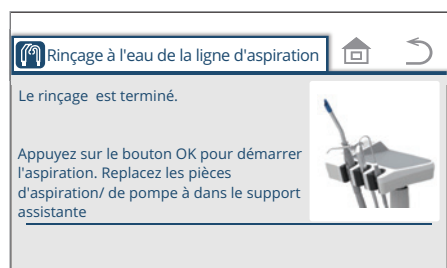 Rinçage à l'eau de la ligne d'aspiration
Le rinçage est terminé.
Appuyez sur le bouton OK pour démarrer
l'aspiration. Replacez les pièces
d'aspiration/ de pompe à dans le support
assistante